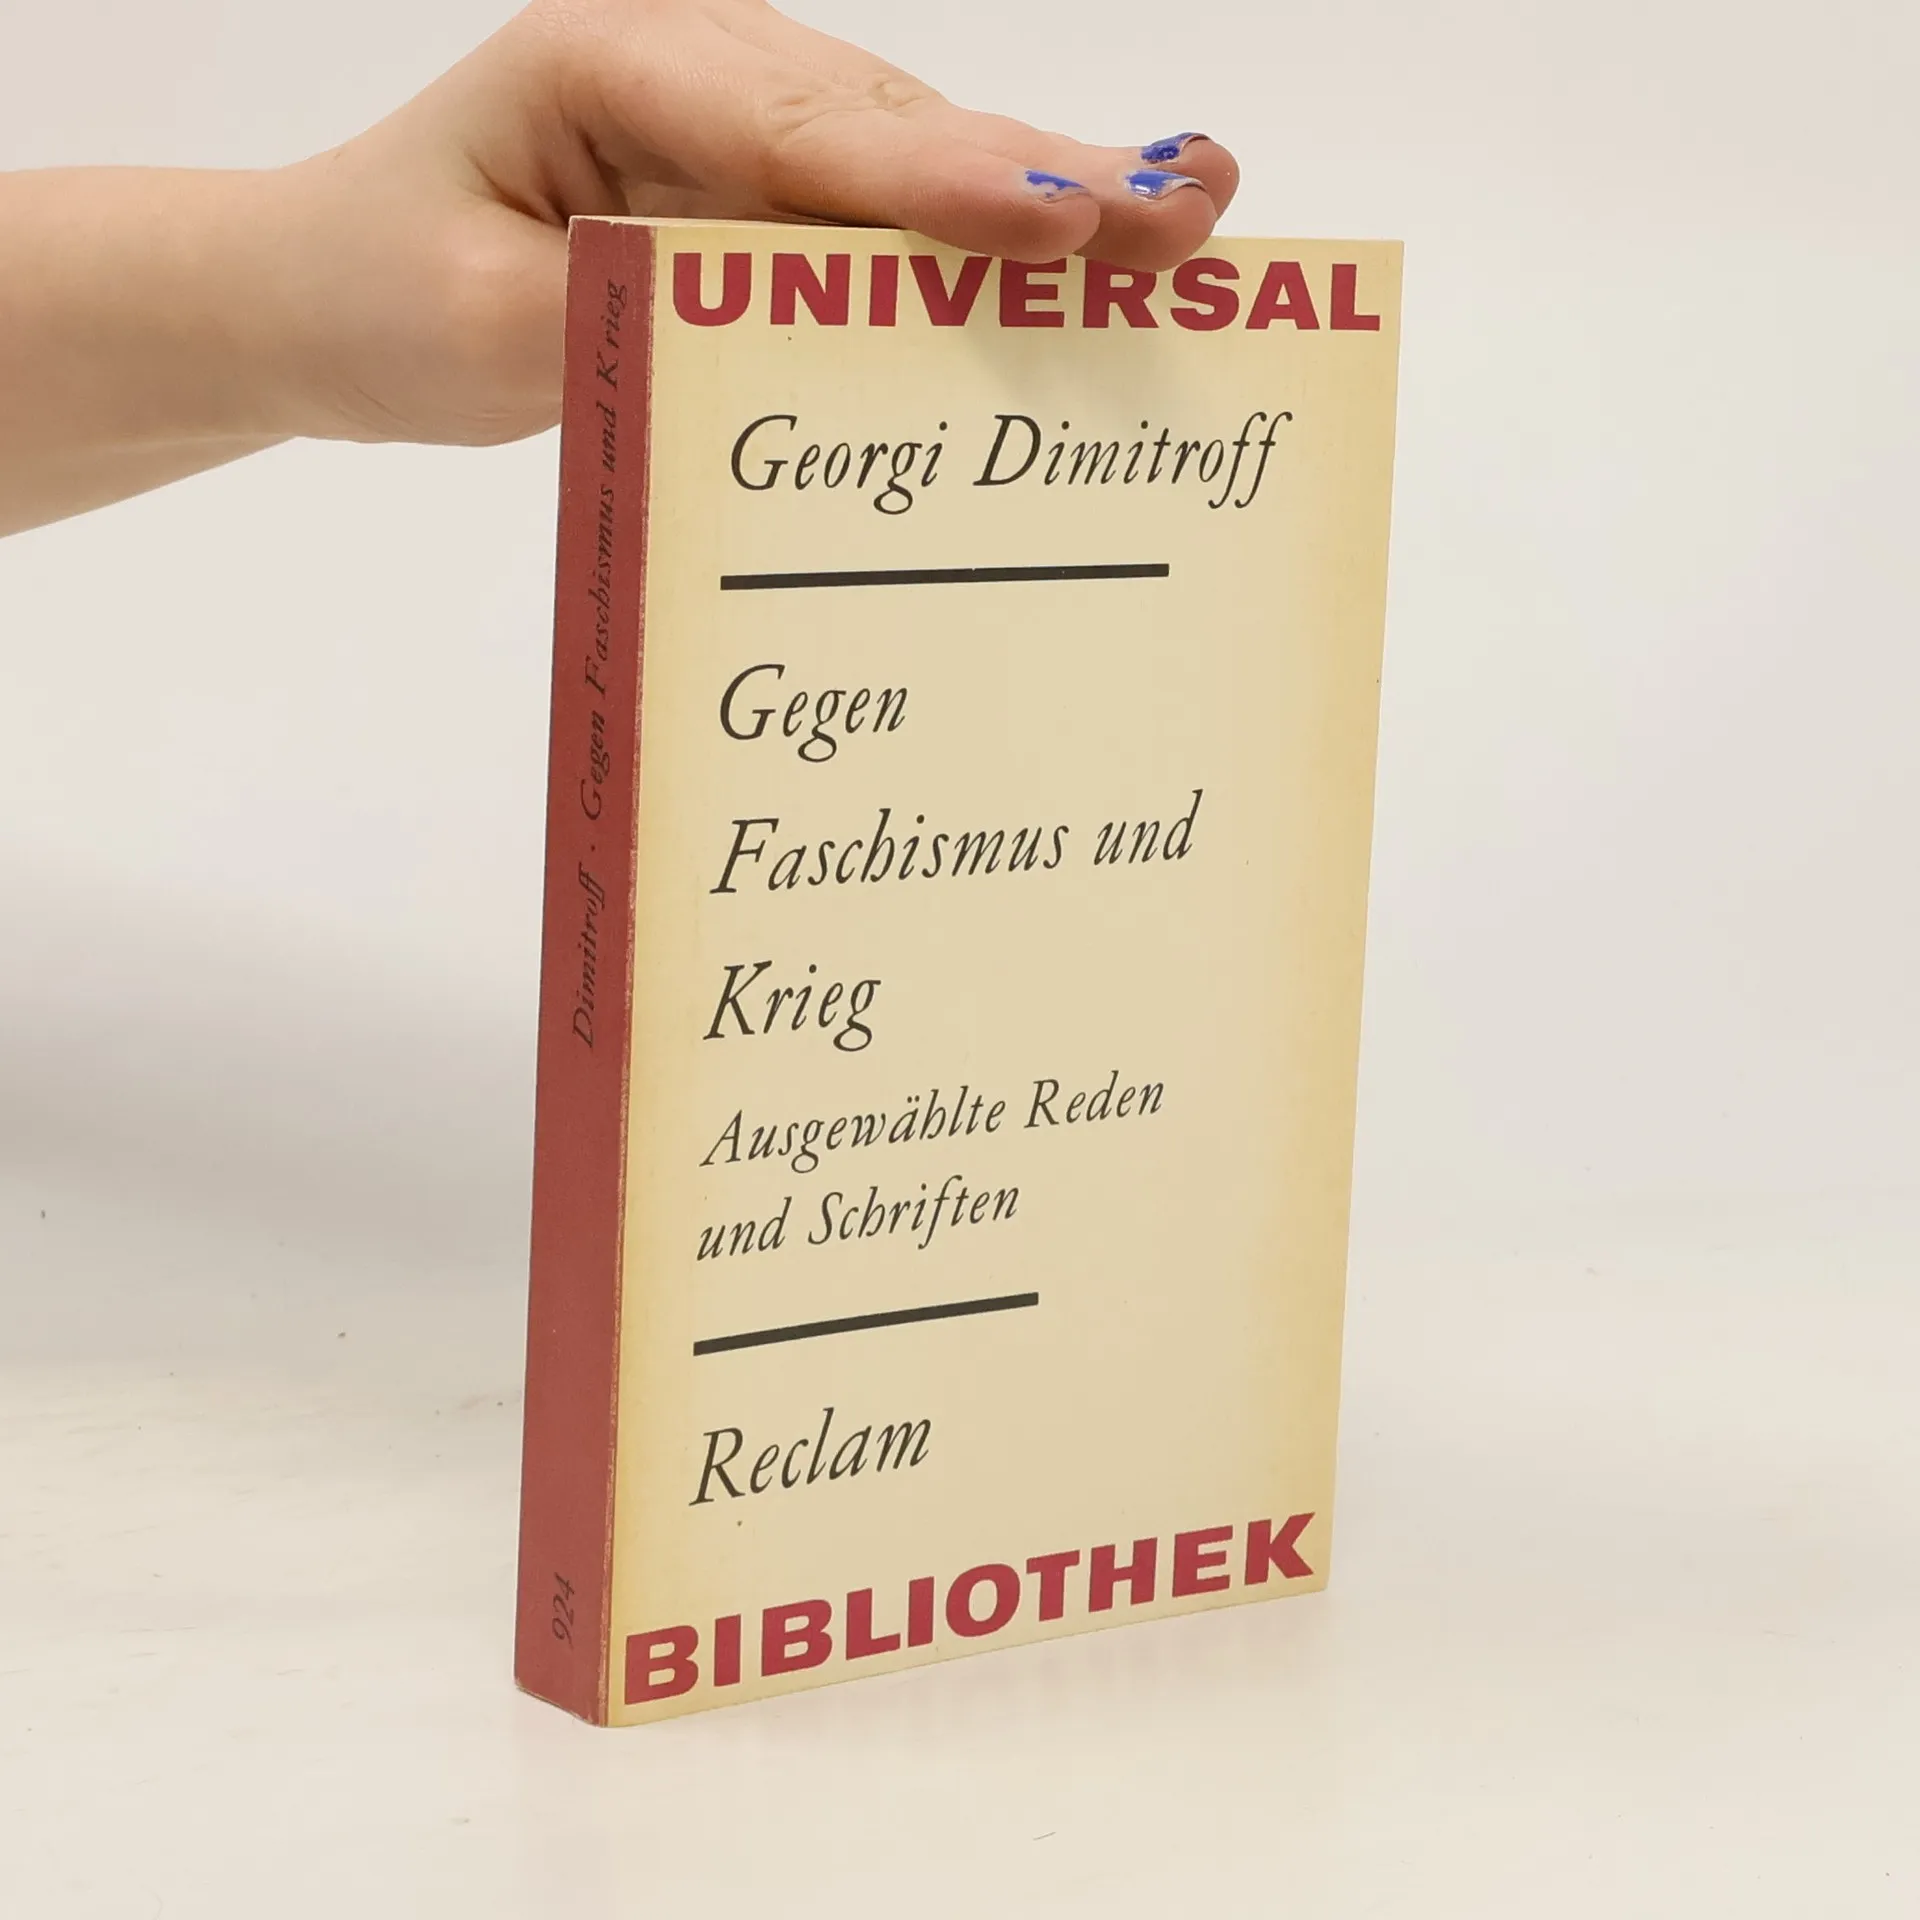 UNIVERSAL
Georgi Dimitroff
Gegen
Faschismus und
Krieg
Ausgewählte Reden
und Schriften
Reclam
BIBLIOTHEK
Dimitroff · Gegen Faschismus und Krieg
924